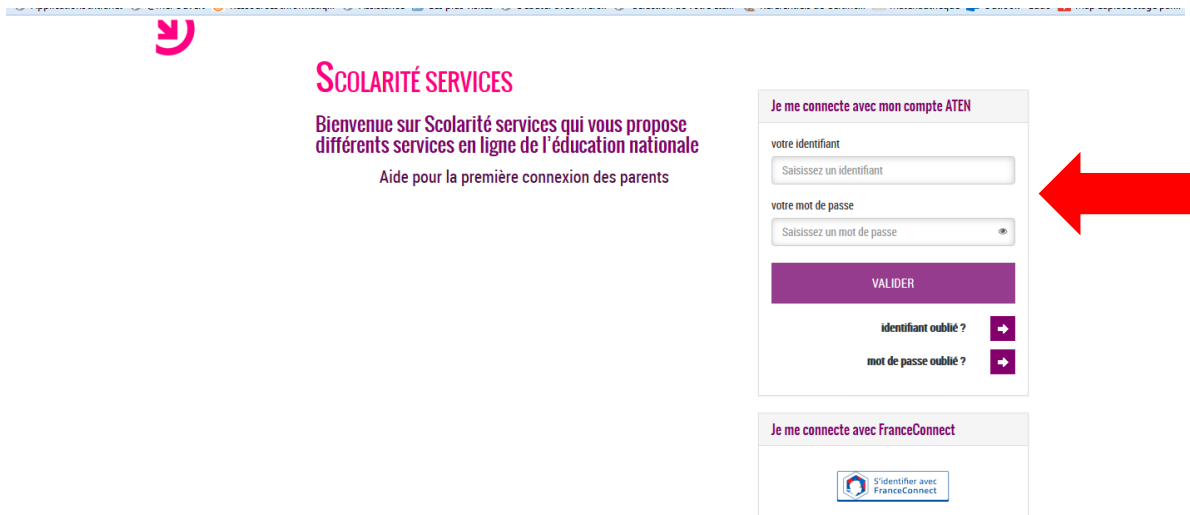 SCOLARITÉ SERVICES
Bienvenue sur Scolarité services qui vous propose
différents services en ligne de l'éducation nationale
Aide pour la première connexion des parents
Je me connecte avec mon compte ATEN
votre identifiant
Saisissez un identifiant
votre mot de passe
Saisissez un mot de passe
VALIDER
identifiant oublié ?
mot de passe oublié ?
Je me connecte avec FranceConnect
S'identifier avec
FranceConnect